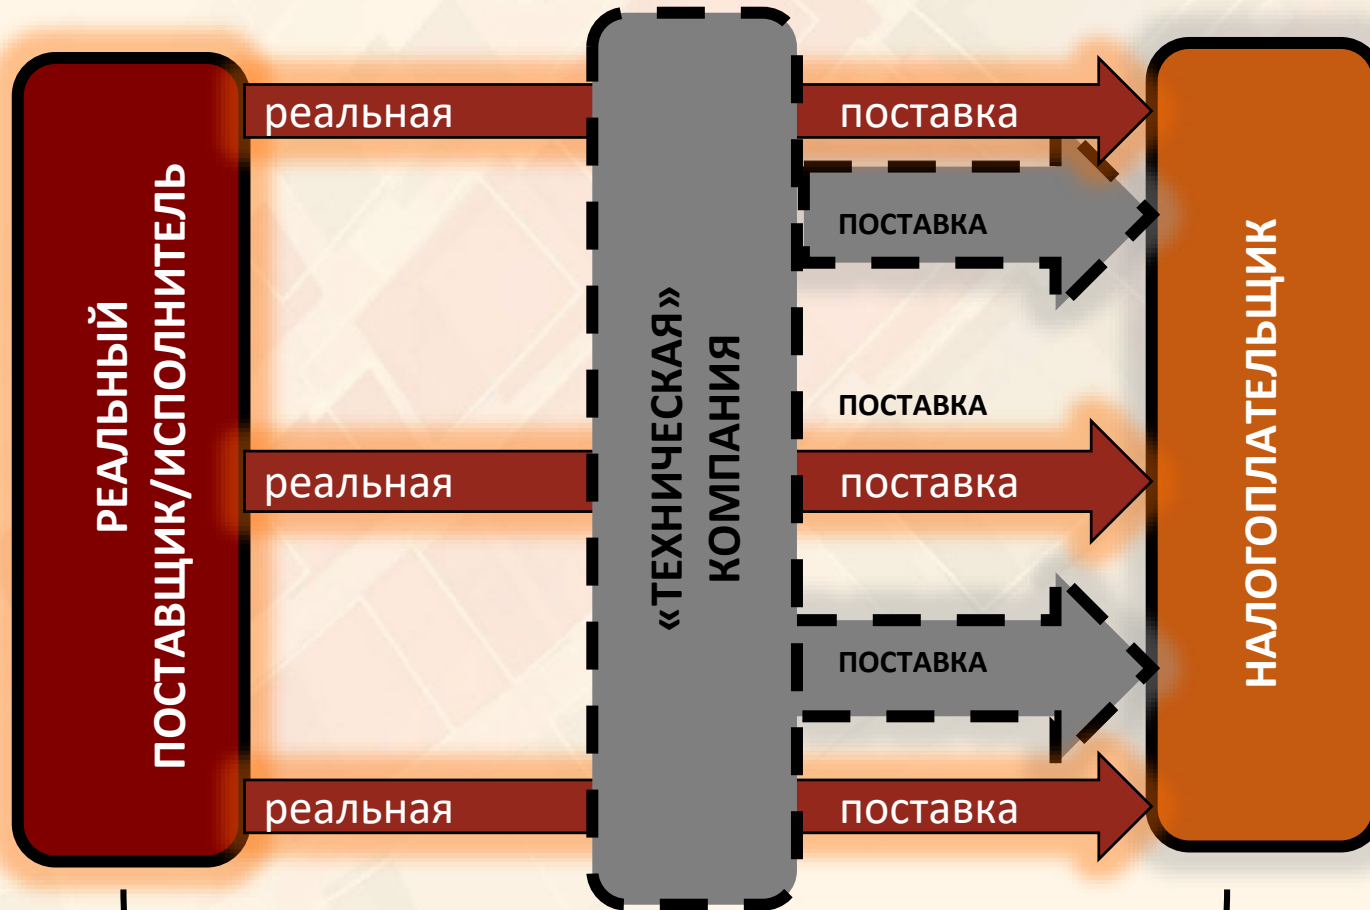 РЕАЛЬНЫЙ
ПОСТАВЩИК/ИСПОЛНИТЕЛЬ
реальная
реальная
реальная
«ТЕХНИЧЕСКАЯ»
КОМПАНИЯ
поставка
ПОСТАВКА
ПОСТАВКА
поставка
ПОСТАВКА
поставка
НАЛОГОПЛАТЕЛЬЩИК